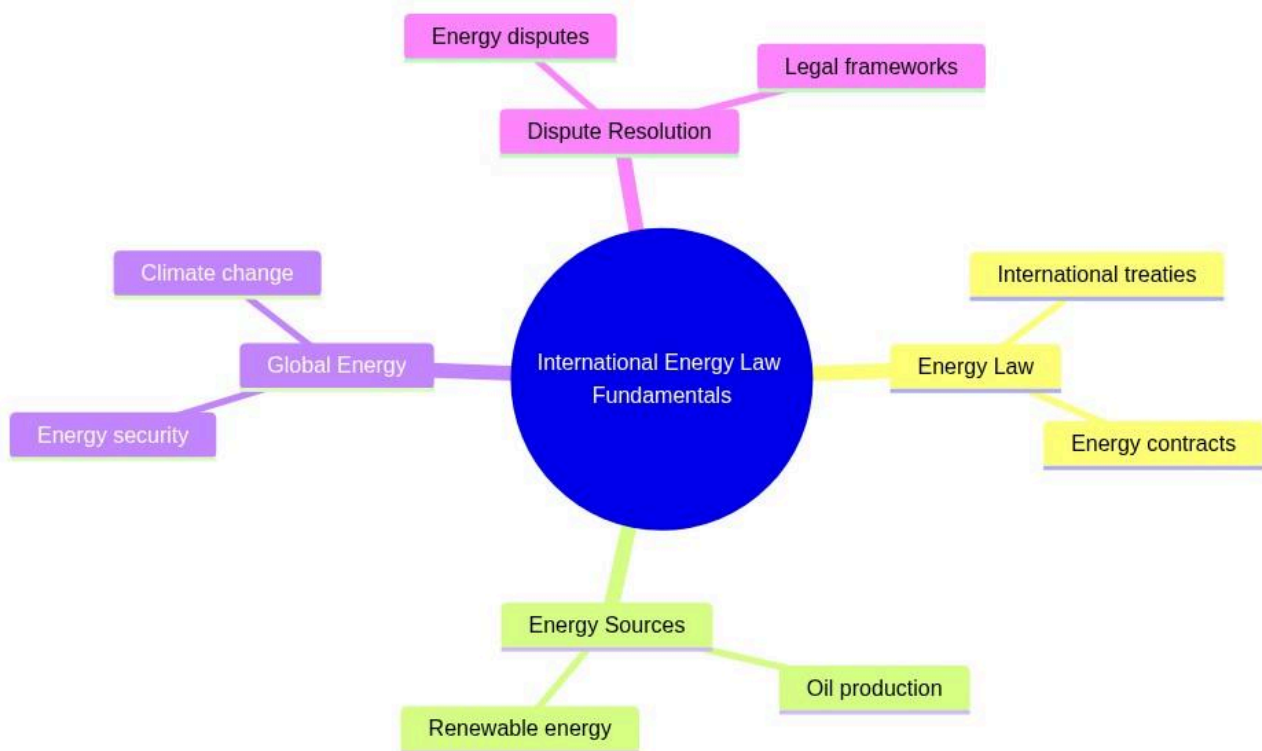 Energy disputes
Legal frameworks
Dispute Resolution
Climate change
International treaties
Global Energy
International Energy Law
Fundamentals
Energy Law
Energy security
Energy contracts
Energy Sources
Oil production
Renewable energy